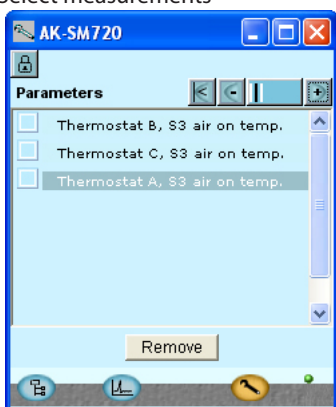 Select measurements
AK-SM720
Parameters
Thermostat B, S3 air on temp.
Thermostat C, S3 air on temp.
Thermostat A, S3 air on temp.
Remove